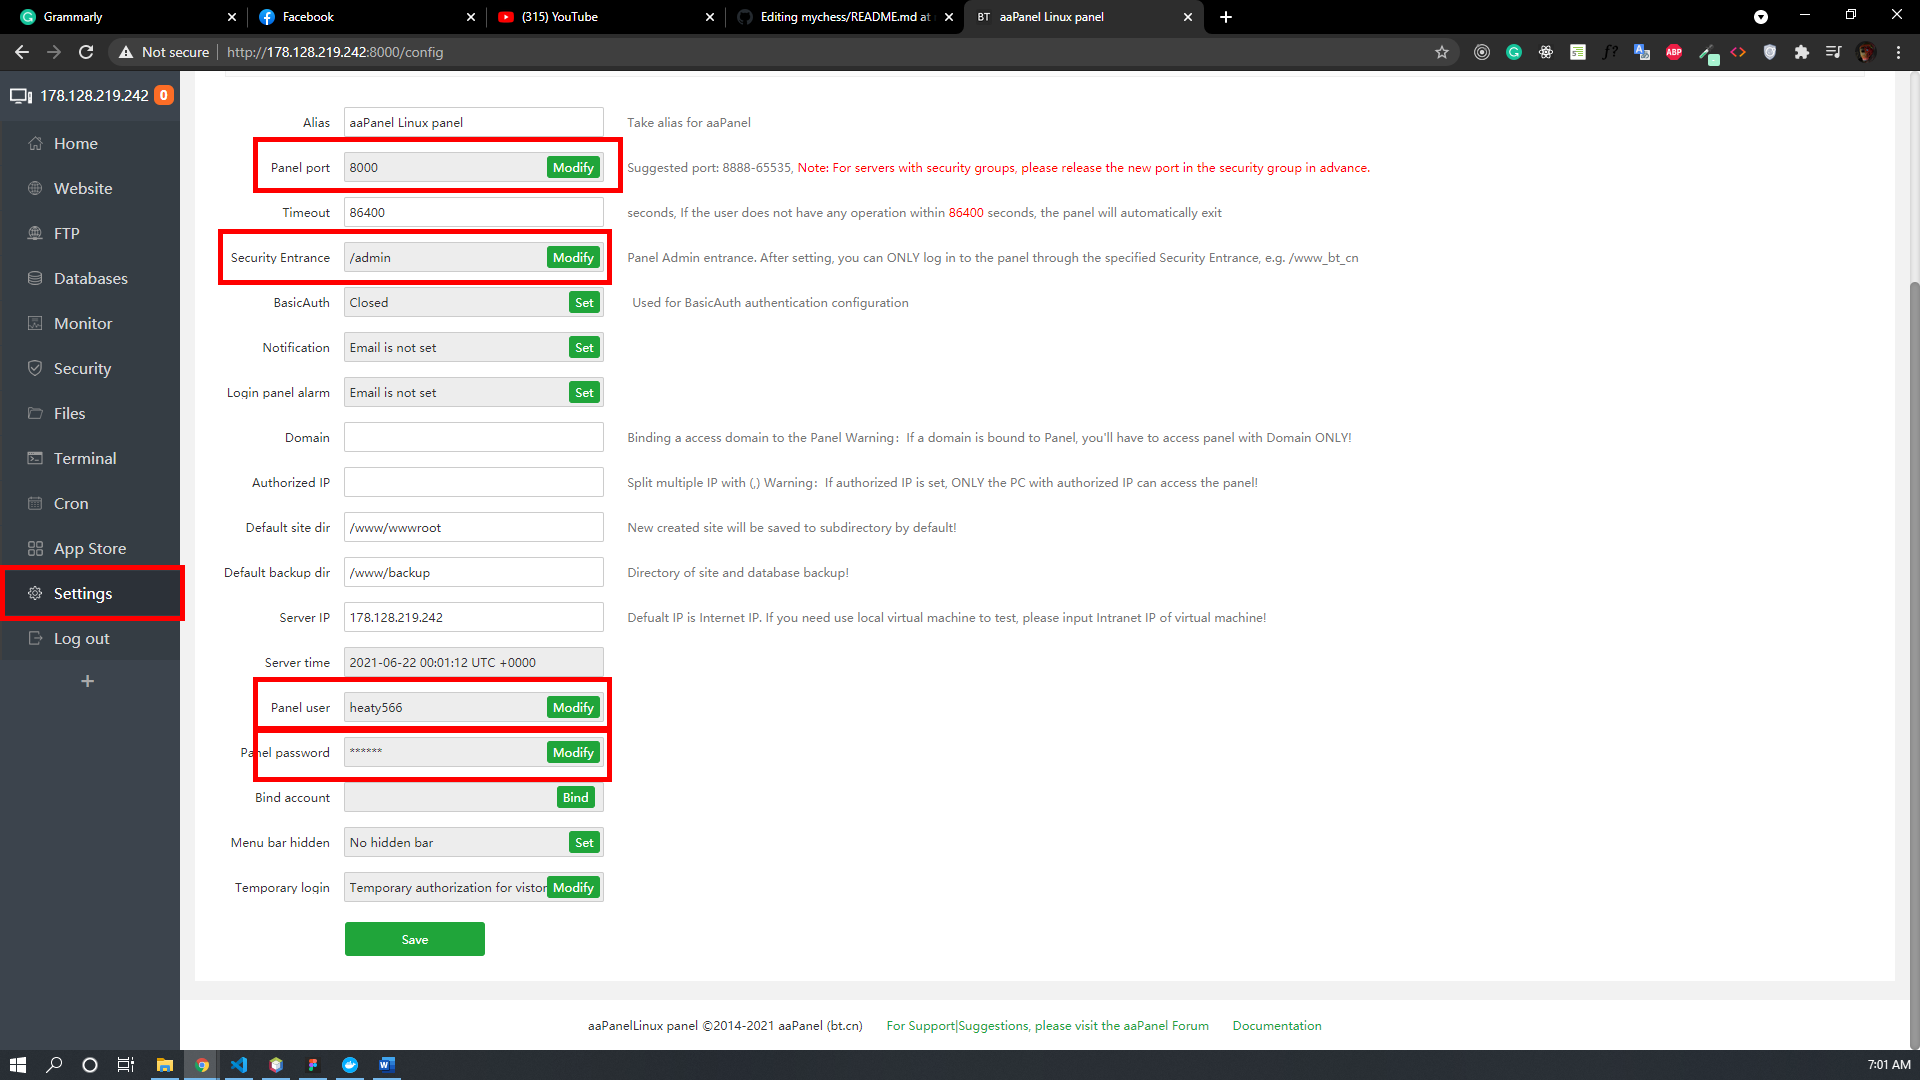 Grammarly
Facebook
(315) YouTube
Editing mychess/README.md at
BT aaPanel Linux panel
Not secure
http://178.128.219.242:8000/config
ABP
178.128.219.242 0
Home
Website
FTP
Databases
Monitor
Security
Files
Terminal
Cron
App Store
Settings
Log out
Alias aaPanel Linux panel Take alias for aaPanel
Panel port 8000 Modify Suggested port: 8888-65535, Note: For servers with security groups, please release the new port in the security group in advance.
Timeout 86400 seconds, If the user does not have any operation within 86400 seconds, the panel will automatically exit
Security Entrance /admin Modify Panel Admin entrance. After setting, you can ONLY log in to the panel through the specified Security Entrance, e.g. /www_bt_cn
BasicAuth Closed Set Used for BasicAuth authentication configuration
Notification Email is not set Set
Login panel alarm Email is not set Set
Domain Binding a access domain to the Panel Warning：If a domain is bound to Panel, you'll have to access panel with Domain ONLY!
Authorized IP Split multiple IP with (,) Warning：If authorized IP is set, ONLY the PC with authorized IP can access the panel!
Default site dir /www/wwwroot New created site will be saved to subdirectory by default!
Default backup dir /www/backup Directory of site and database backup!
Server IP 178.128.219.242 Defualt IP is Internet IP. If you need use local virtual machine to test, please input Intranet IP of virtual machine!
Server time 2021-06-22 00:01:12 UTC +0000
Panel user heaty566 Modify
Panel password ****** Modify
Bind account Bind
Menu bar hidden No hidden bar Set
Temporary login Temporary authorization for vistor Modify
Save
aaPanelLinux panel ©2014-2021 aaPanel (bt.cn) For Support|Suggestions, please visit the aaPanel Forum Documentation
7:01 AM